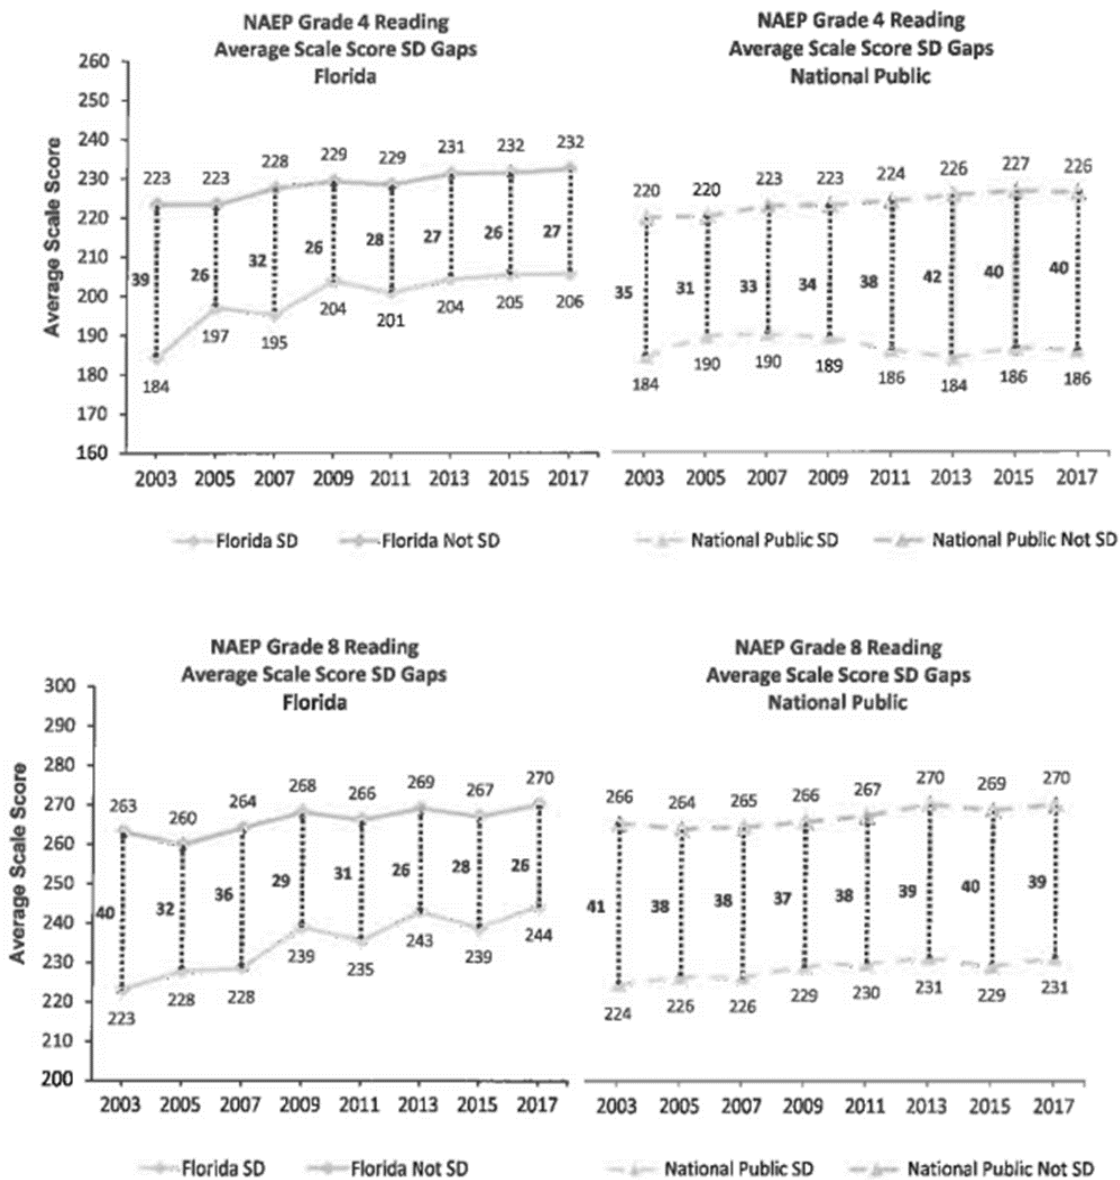 NAEP Grade 4 Reading
Average Scale Score SD Gaps
Florida
Average Scale Score
260
250
240
230
220
210
200
190
180
170
160
223 223 228 229 229 231 232 232
39 26 32 26 28 27 26 27
184 197 195 204 201 204 205 206
2003 2005 2007 2009 2011 2013 2015 2017
Florida SD Florida Not SD
NAEP Grade 4 Reading
Average Scale Score SD Gaps
National Public
220 220 223 223 224 226 227 226
35 31 33 34 38 42 40 40
184 190 190 189 186 184 186 186
2003 2005 2007 2009 2011 2013 2015 2017
National Public SD National Public Not SD
NAEP Grade 8 Reading
Average Scale Score SD Gaps
Florida
Average Scale Score
300
290
280
270
260
250
240
230
220
210
200
263 260 264 268 266 269 267 270
40 32 36 29 31 26 28 26
223 228 228 239 235 243 239 244
2003 2005 2007 2009 2011 2013 2015 2017
Florida SD Florida Not SD
NAEP Grade 8 Reading
Average Scale Score SD Gaps
National Public
266 264 265 266 267 270 269 270
41 38 38 37 38 39 40 39
224 226 226 229 230 231 229 231
2003 2005 2007 2009 2011 2013 2015 2017
National Public SD National Public Not SD